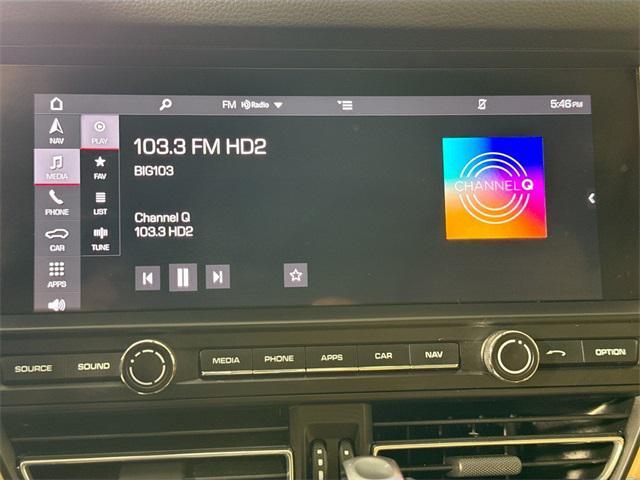 FM HD Radio
5:46 PM
NAV
PLAY
MEDIA
FAV
PHONE
LIST
CAR
TUNE
APPS
103.3 FM HD2
BIG103
Channel Q
103.3 HD2
CHANNEL Q
SOURCE SOUND MEDIA PHONE APPS CAR NAV OPTION